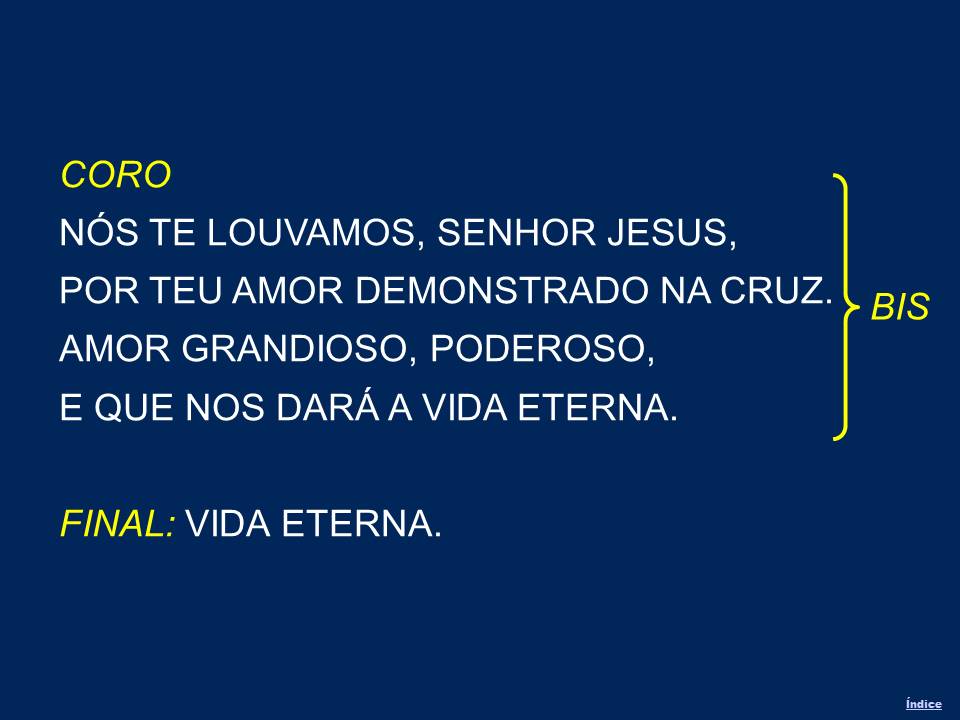 CORO
NÓS TE LOUVAMOS, SENHOR JESUS,
POR TEU AMOR DEMONSTRADO NA CRUZ.
BIS
AMOR GRANDIOSO, PODEROSO,
E QUE NOS DARÁ A VIDA ETERNA.
FINAL: VIDA ETERNA.
Índice